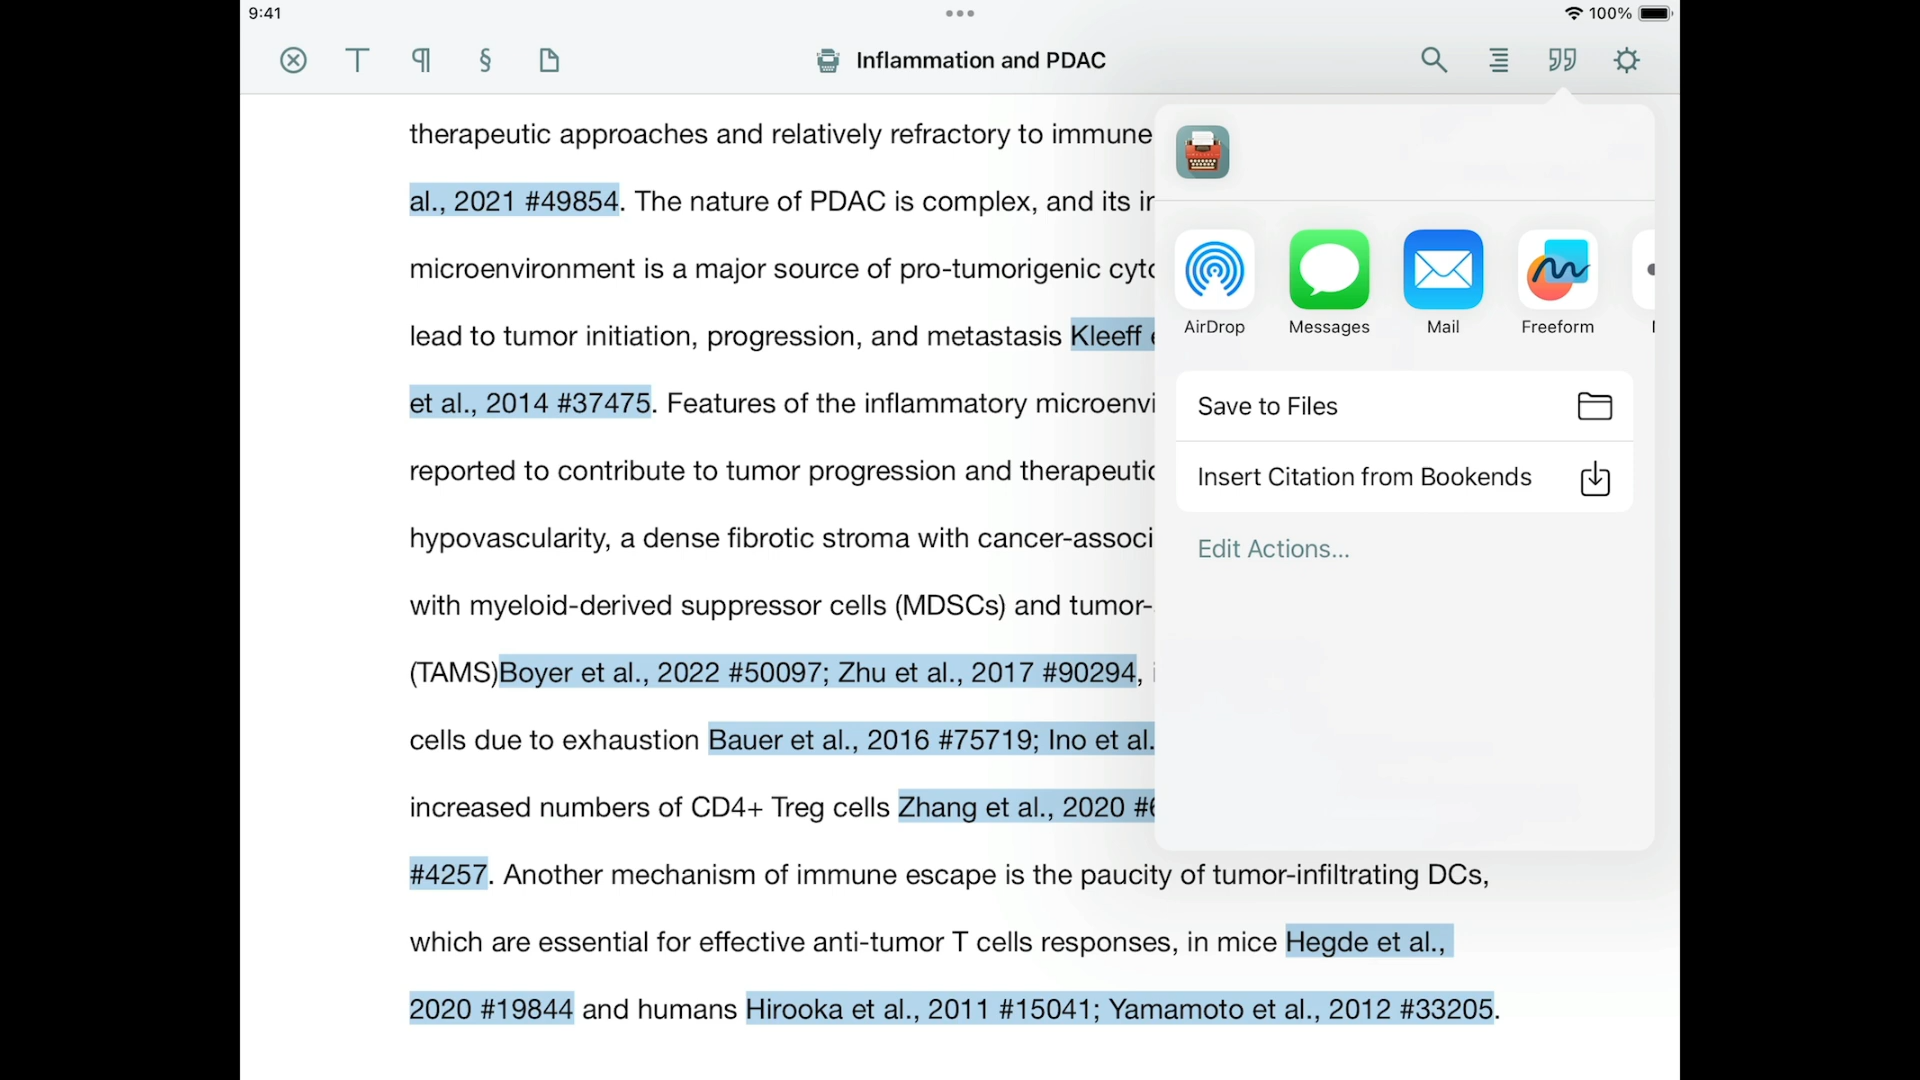 9:41
100%
Inflammation and PDAC
therapeutic approaches and relatively refractory to immune
al., 2021 #49854. The nature of PDAC is complex, and its
microenvironment is a major source of pro-tumorigenic
lead to tumor initiation, progression, and metastasis Kleeff
et al., 2014 #37475. Features of the inflammatory
reported to contribute to tumor progression and
hypovascularity, a dense fibrotic stroma with
with myeloid-derived suppressor cells (MDSCs) and tumor-
(TAMS)Boyer et al., 2022 #50097; Zhu et al., 2017 #90294,
cells due to exhaustion Bauer et al., 2016 #75719; Ino et al.
increased numbers of CD4+ Treg cells Zhang et al., 2020
#4257. Another mechanism of immune escape is the paucity of tumor-infiltrating DCs,
which are essential for effective anti-tumor T cells responses, in mice Hegde et al.,
2020 #19844 and humans Hirooka et al., 2011 #15041; Yamamoto et al., 2012 #33205.
AirDrop
Messages
Mail
Freeform
Save to Files
Insert Citation from Bookends
Edit Actions...